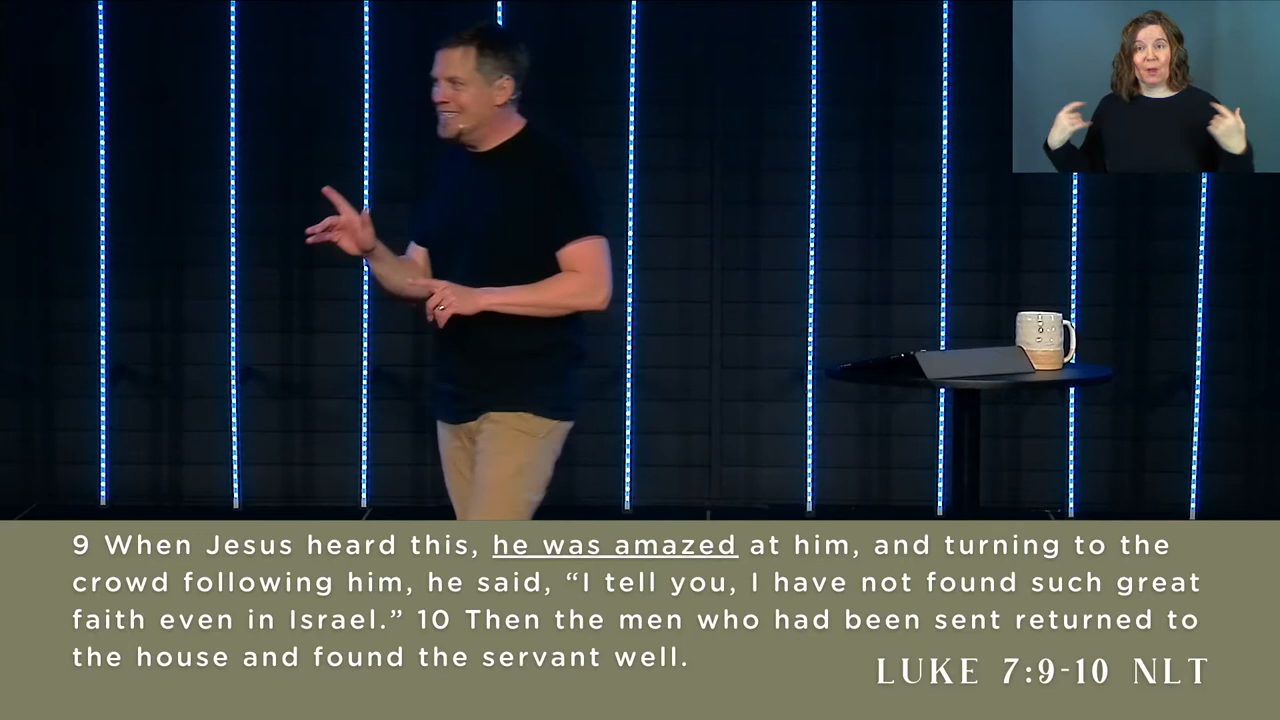 9 When Jesus heard this, he was amazed at him, and turning to the
crowd following him, he said, “I tell you, I have not found such great
faith even in Israel.” 10 Then the men who had been sent returned to
the house and found the servant well.
LUKE 7:9-10 NLT